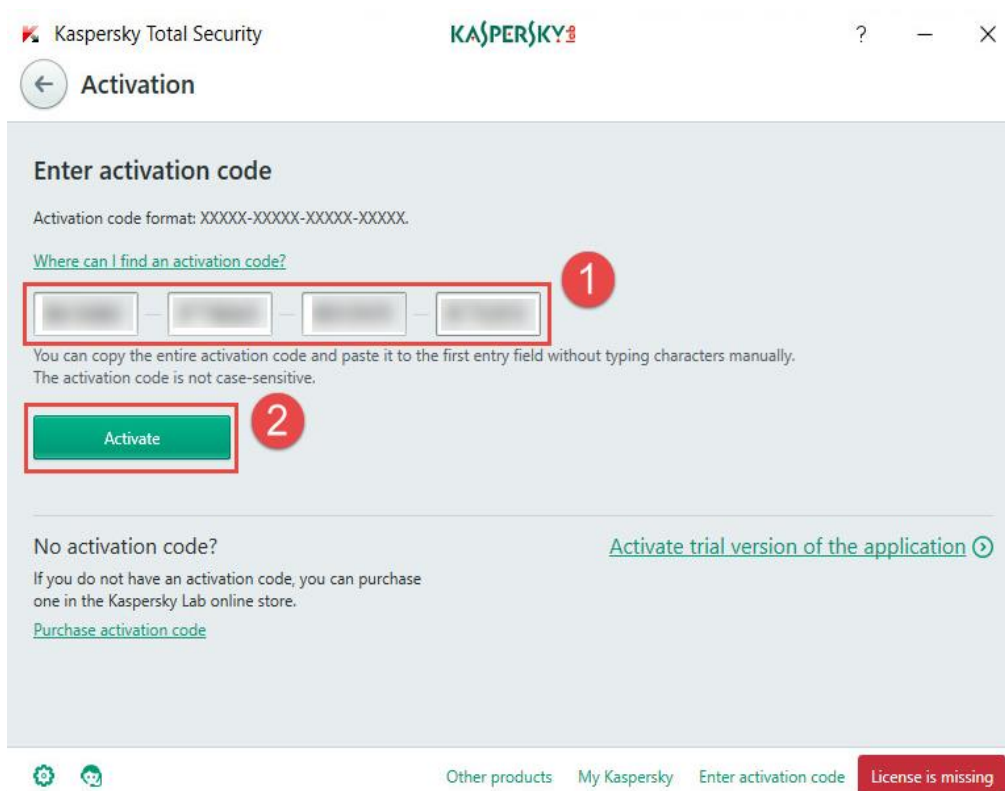 Kaspersky Total Security
KASPERSKY lab
?
Activation
Enter activation code
Activation code format: XXXXX-XXXXX-XXXXX-XXXXX.
Where can I find an activation code?
1
You can copy the entire activation code and paste it to the first entry field without typing characters manually.
The activation code is not case-sensitive.
Activate
2
No activation code?
Activate trial version of the application
If you do not have an activation code, you can purchase
one in the Kaspersky Lab online store.
Purchase activation code
Other products My Kaspersky Enter activation code License is missing